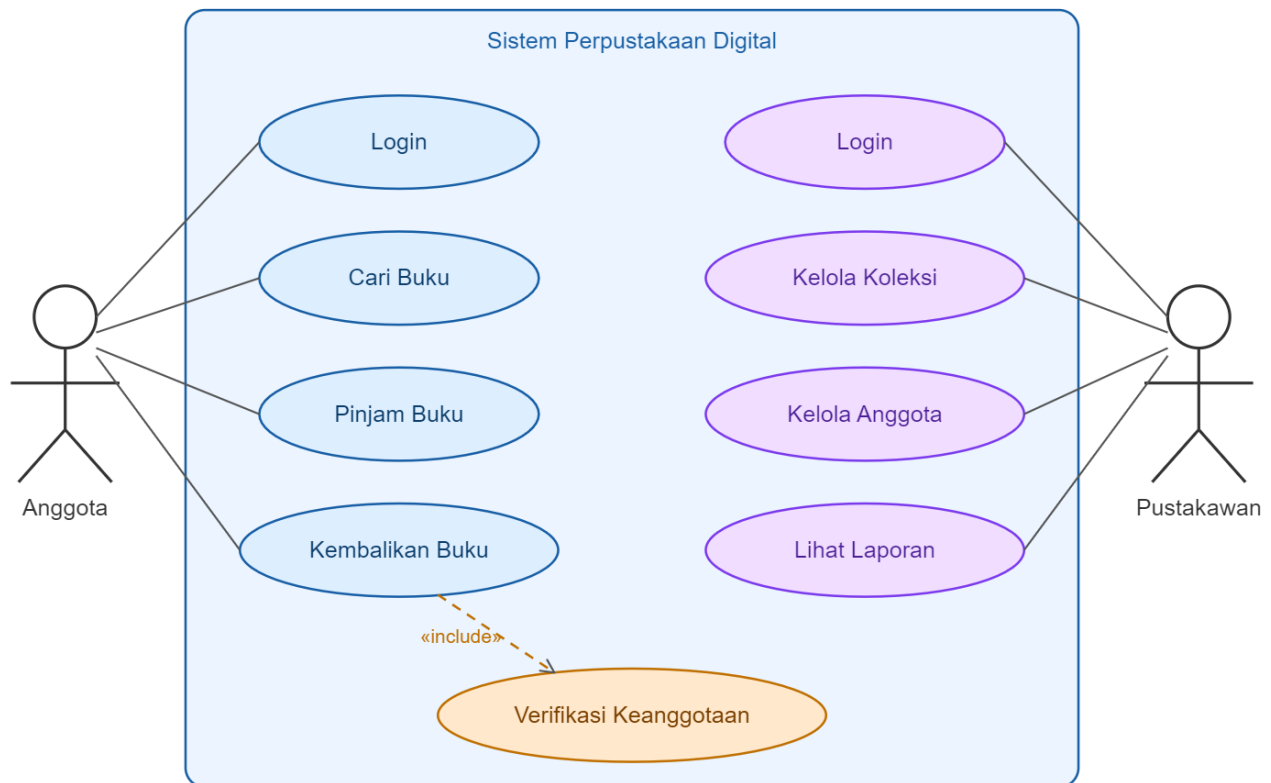 Sistem Perpustakaan Digital
Login
Login
Cari Buku
Kelola Koleksi
Pinjam Buku
Kelola Anggota
Anggota
Pustakawan
Kembalikan Buku
Lihat Laporan
«include»
Verifikasi Keanggotaan